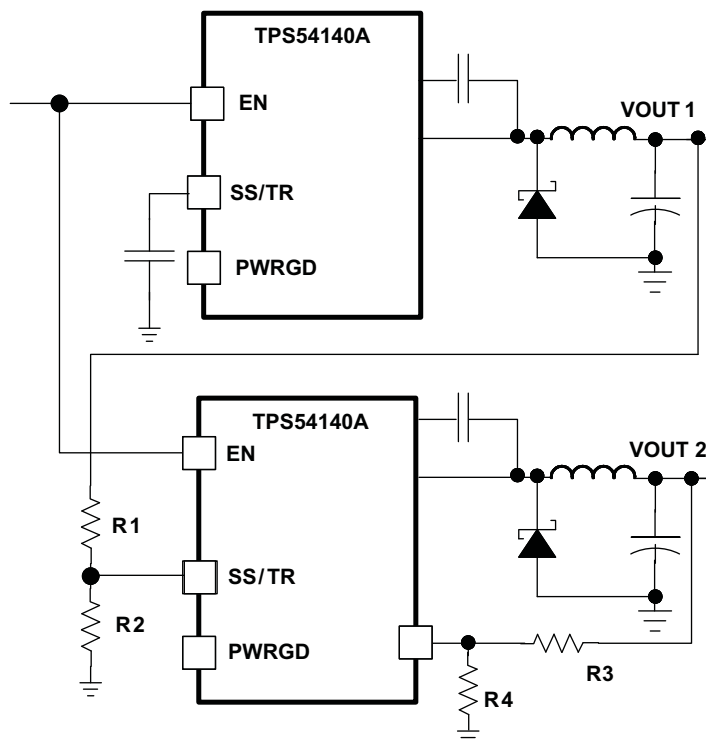 TPS54140A
EN
VOUT 1
SS/TR
PWRGD
TPS54140A
EN
VOUT 2
R1
SS/TR
R2
PWRGD
R3
R4